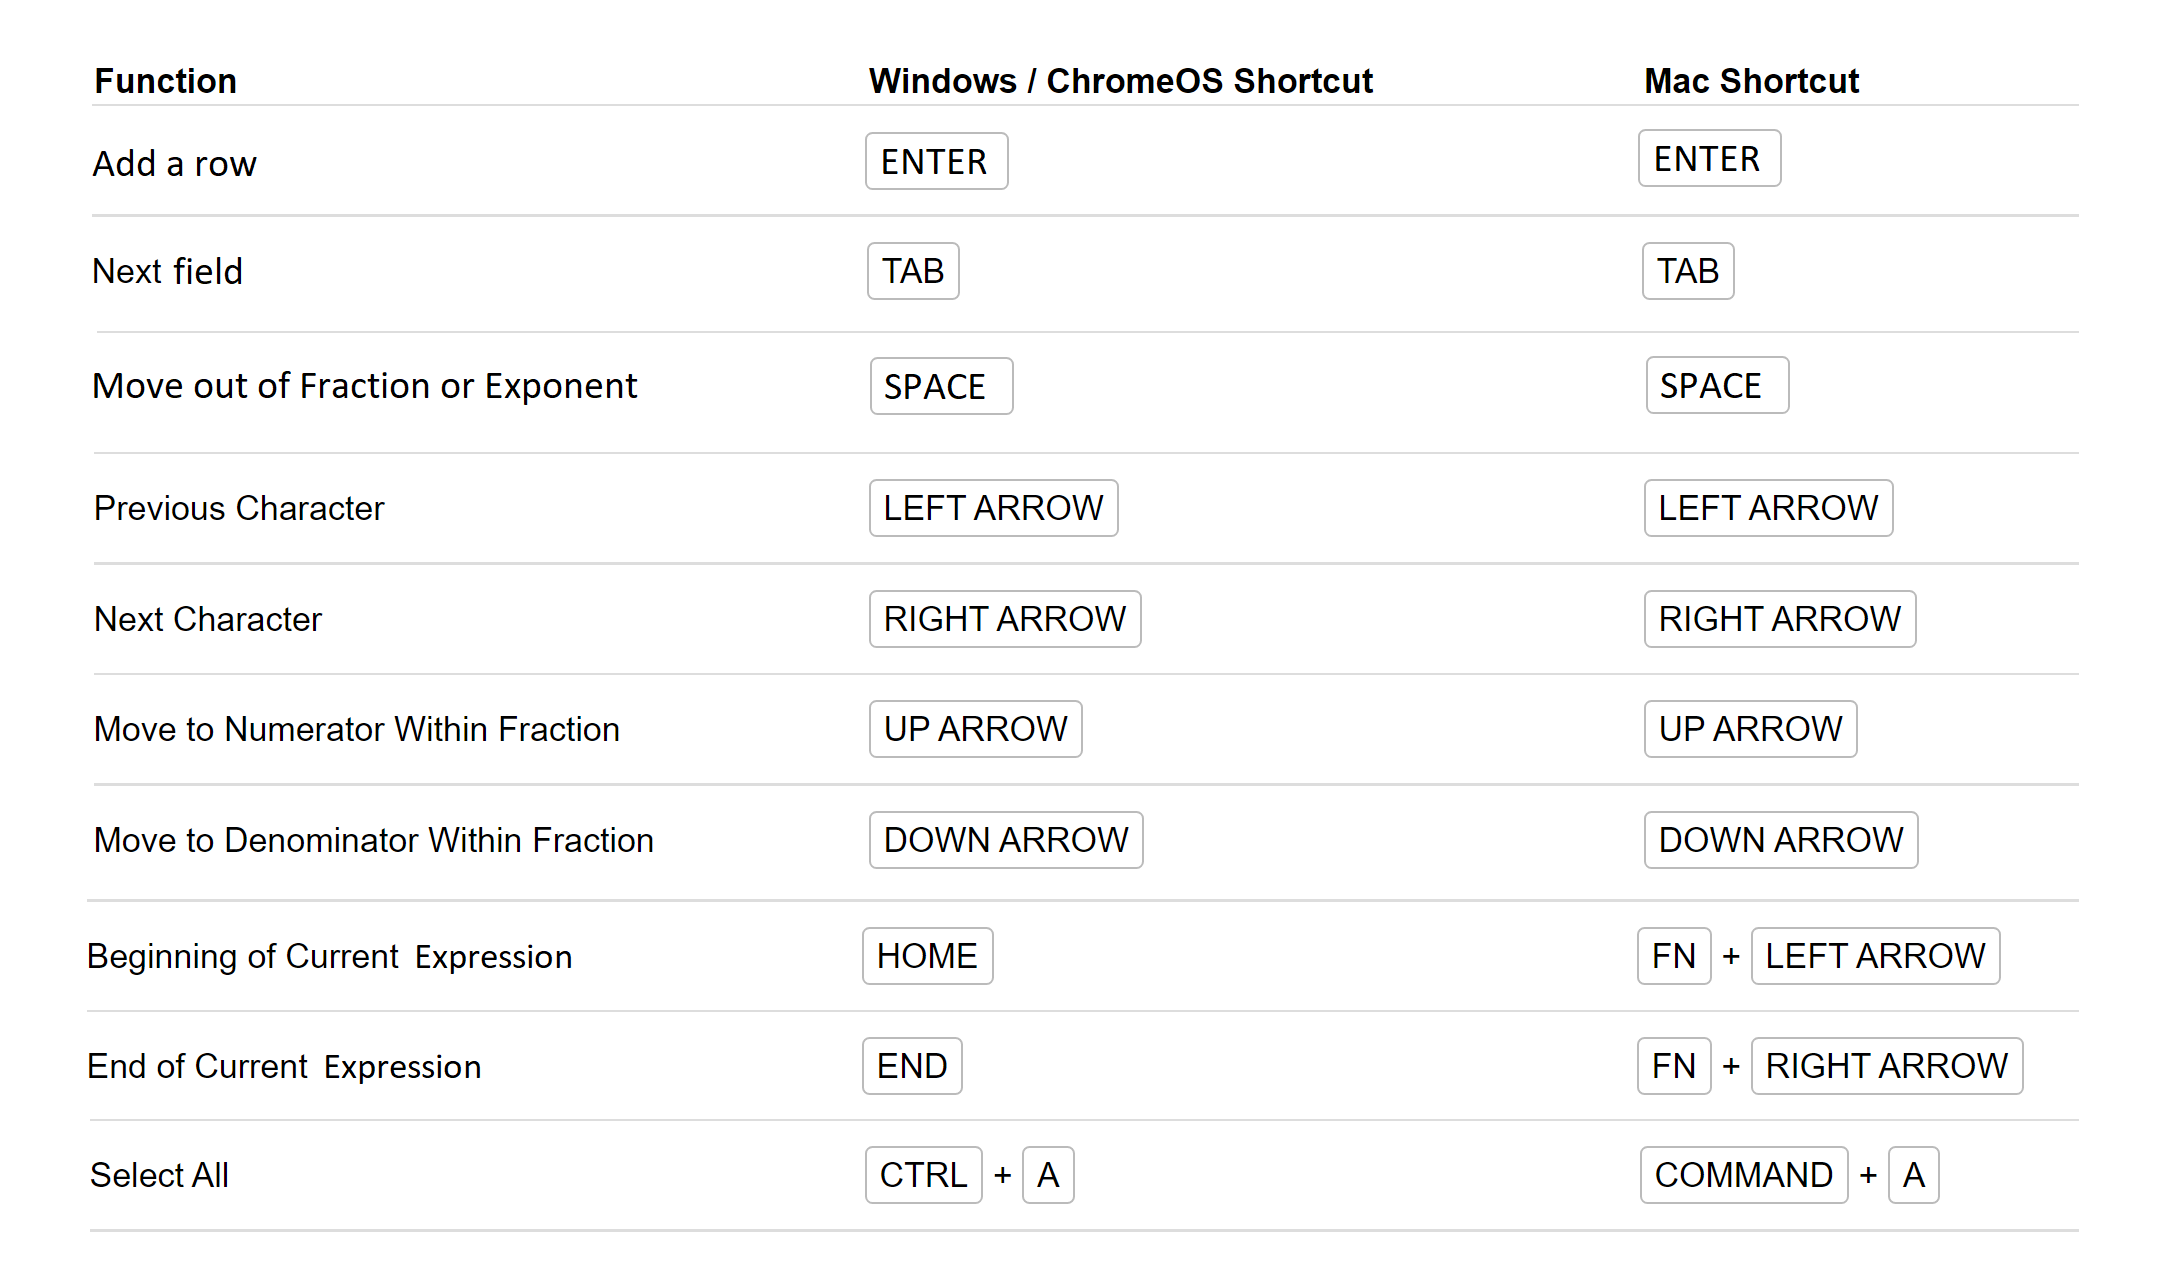 Function Windows / ChromeOS Shortcut Mac Shortcut
Add a row ENTER ENTER
Next field TAB TAB
Move out of Fraction or Exponent SPACE SPACE
Previous Character LEFT ARROW LEFT ARROW
Next Character RIGHT ARROW RIGHT ARROW
Move to Numerator Within Fraction UP ARROW UP ARROW
Move to Denominator Within Fraction DOWN ARROW DOWN ARROW
Beginning of Current Expression HOME FN + LEFT ARROW
End of Current Expression END FN + RIGHT ARROW
Select All CTRL + A COMMAND + A